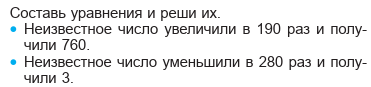 Составь уравнения и реши их.
• Неизвестное число увеличили в 190 раз и полу-
чили 760.
• Неизвестное число уменьшили в 280 раз и полу-
чили 3.